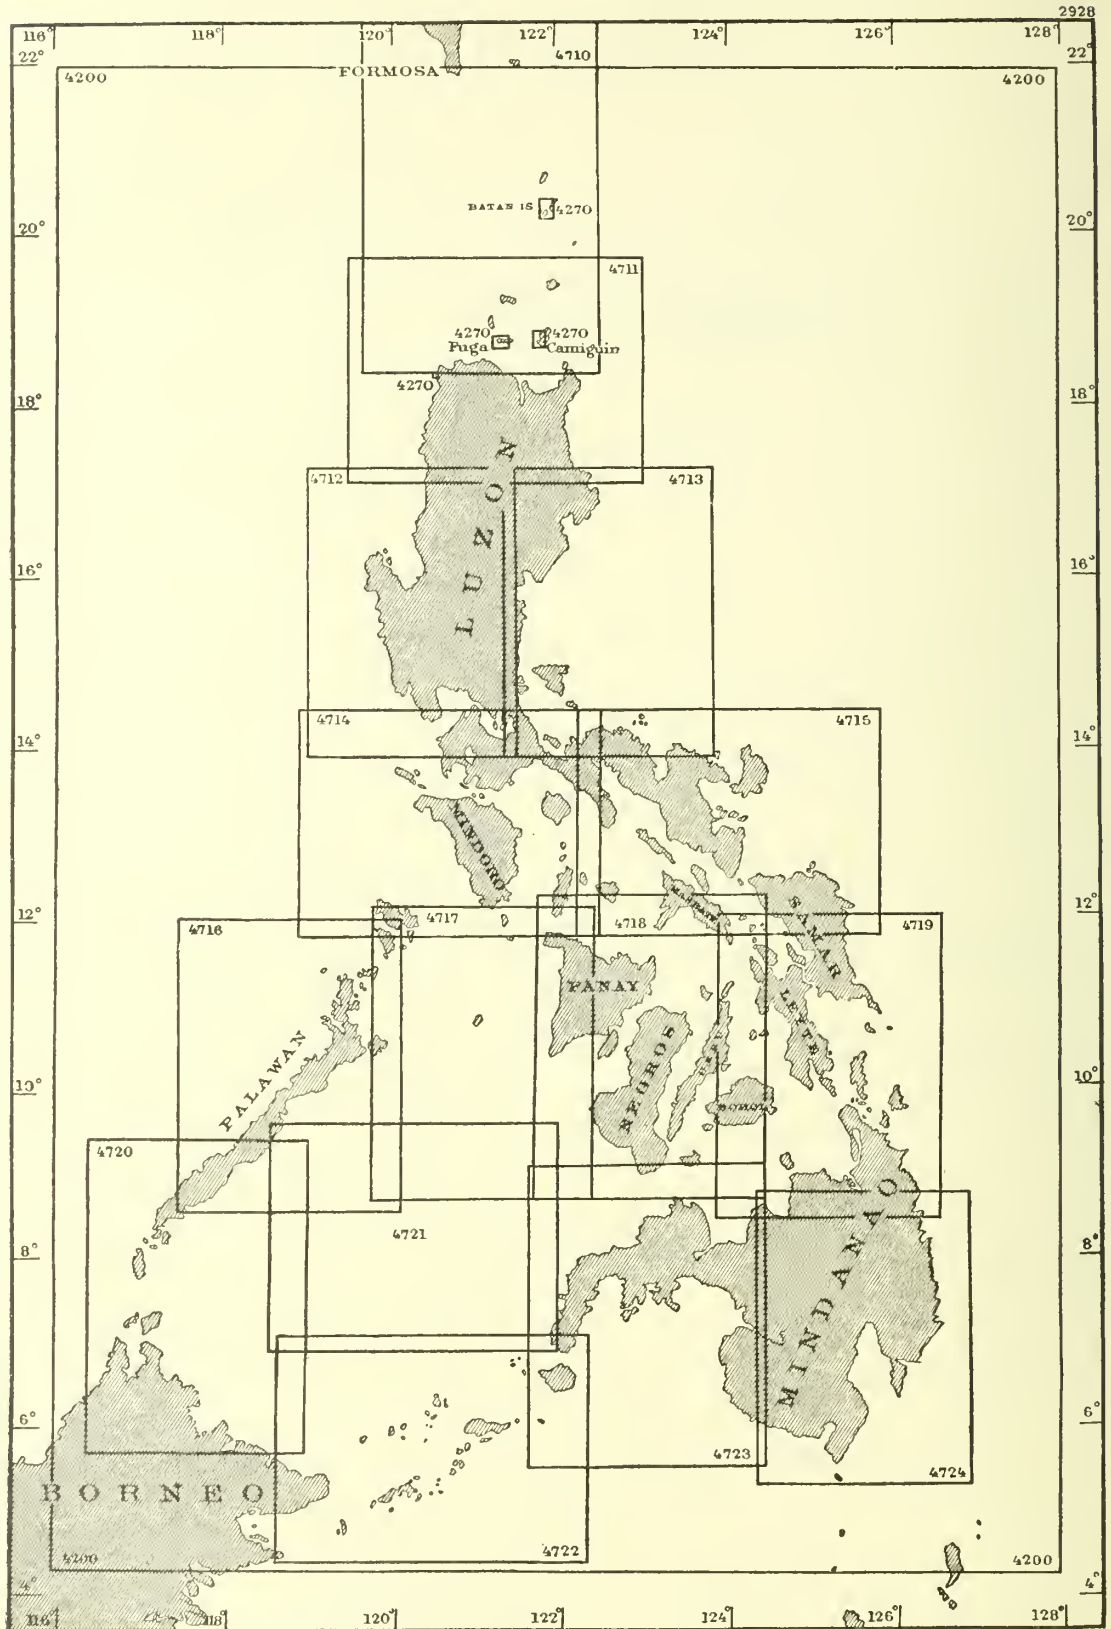 2928
116° 118° 120° 122° 124° 126° 128°
22° 4710 22°
4200 FORMOSA 4200
BATAN IS 4270
20° 20°
4711
4270 4270
Fuga Camiguin
4270
18° 18°
4712 4713
LUZON
16° 16°
4714 4715
14° 14°
MINDORO
MASBATE
SAMAR
12° 12°
4716 4717 4718 4719
PANAY
LEYTE
NEGROS
CEBU
PALAWAN
BOHOL
10° 10°
4720
4721
8° 8°
MINDANAO
6° 6°
4723
4724
BORNEO
4722
4200 4200
4° 4°
116° 118° 120° 122° 124° 126° 128°